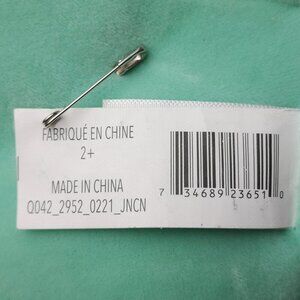 FABRIQUÉ EN CHINE
2+
MADE IN CHINA
Q042_2952_0221_JNCN
7 34689 23651 0